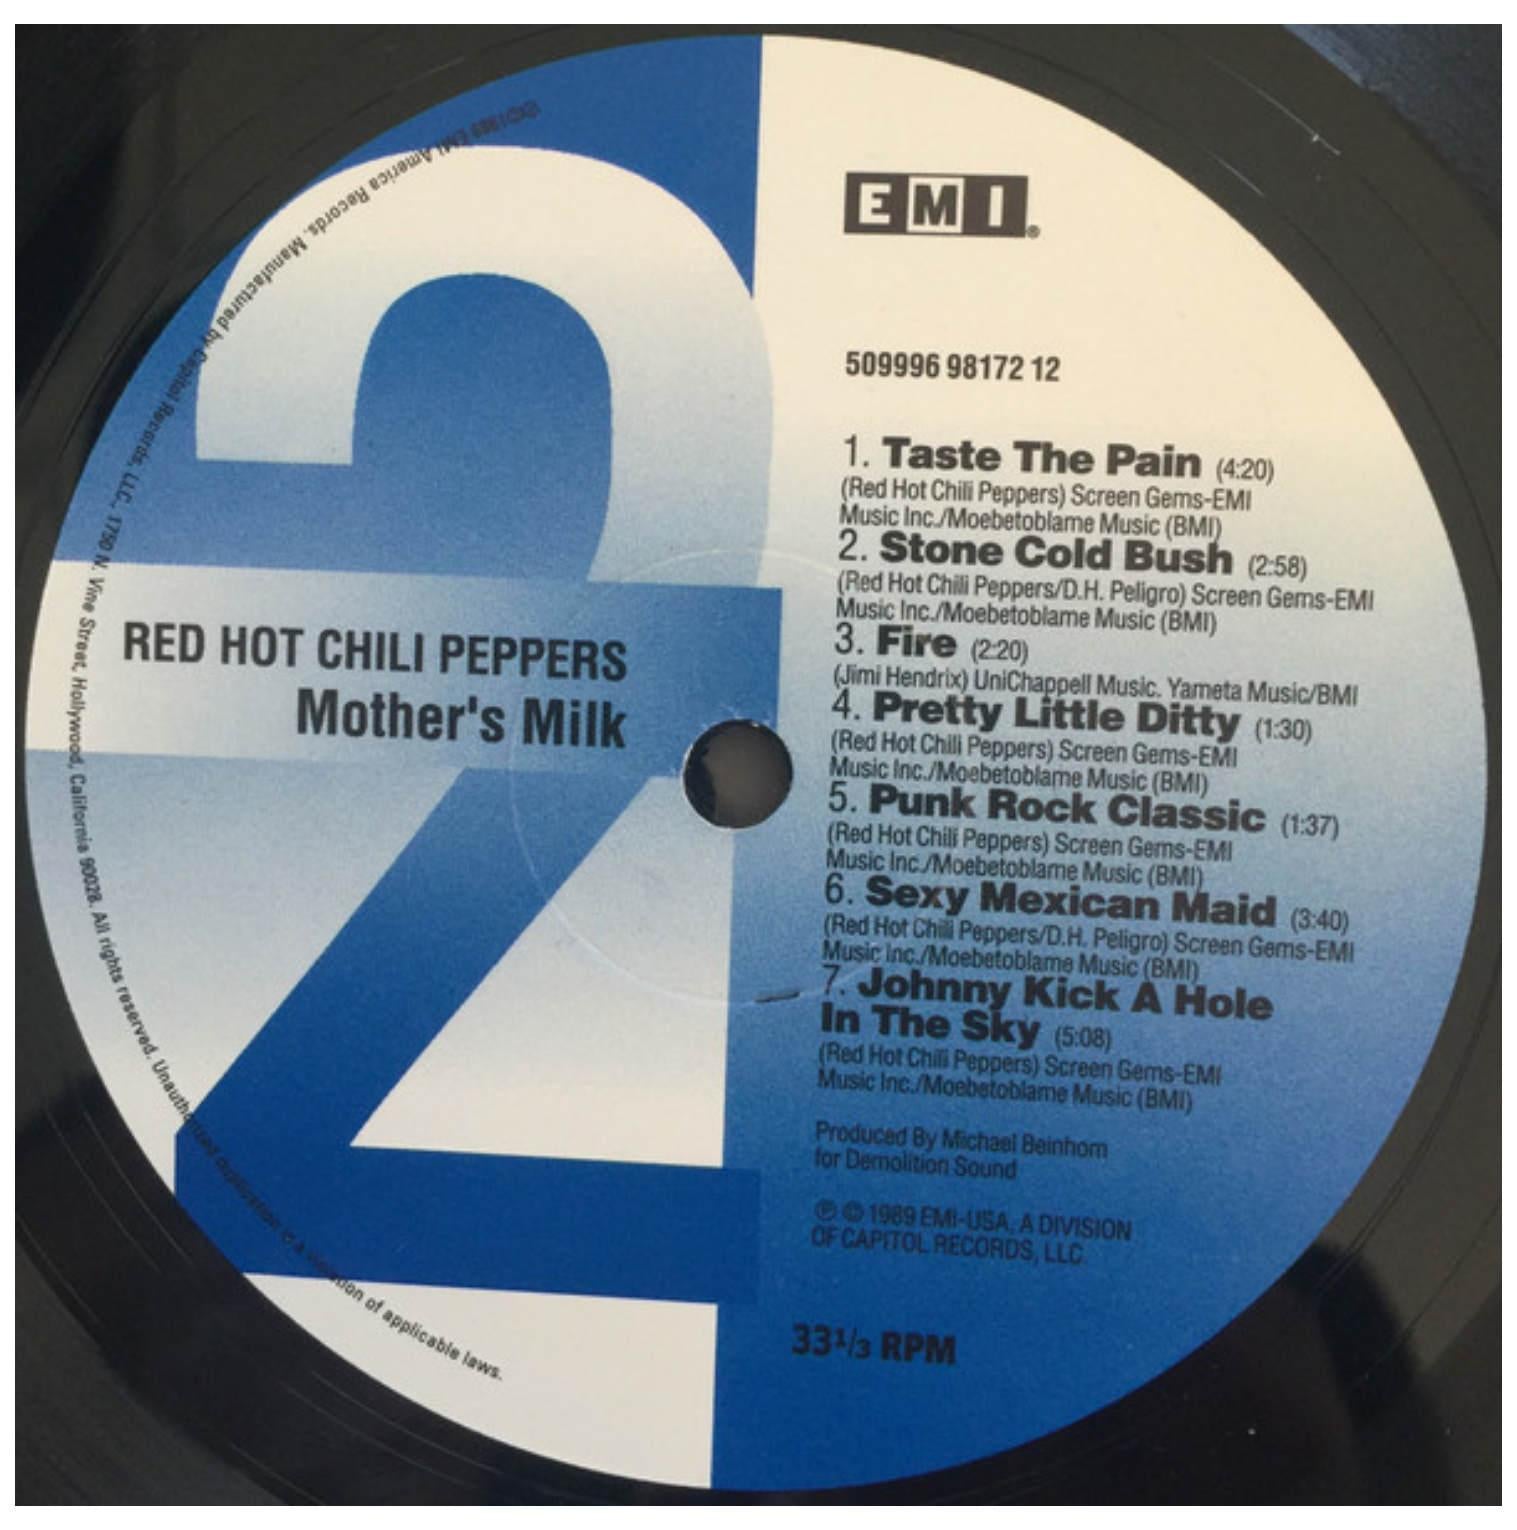 EMI®
509996 98172 12
1. Taste The Pain (4:20)
(Red Hot Chili Peppers) Screen Gems-EMI
Music Inc./Moebetoblame Music (BMI)
2. Stone Cold Bush (2:58)
(Red Hot Chili Peppers/D.H. Peligro) Screen Gems-EMI
Music Inc./Moebetoblame Music (BMI)
3. Fire (2:20)
(Jimi Hendrix) UniChappell Music. Yameta Music/BMI
4. Pretty Little Ditty (1:30)
(Red Hot Chili Peppers) Screen Gems-EMI
Music Inc./Moebetoblame Music (BMI)
5. Punk Rock Classic (1:37)
(Red Hot Chili Peppers) Screen Gems-EMI
Music Inc./Moebetoblame Music (BMI)
6. Sexy Mexican Maid (3:40)
(Red Hot Chili Peppers/D.H. Peligro) Screen Gems-EMI
Music Inc./Moebetoblame Music (BMI)
7. Johnny Kick A Hole
In The Sky (5:08)
(Red Hot Chili Peppers) Screen Gems-EMI
Music Inc./Moebetoblame Music (BMI)
Produced By Michael Beinhorn
for Demolition Sound
℗ © 1989 EMI-USA, A DIVISION
OF CAPITOL RECORDS, LLC.
33⅓ RPM
2
RED HOT CHILI PEPPERS
Mother's Milk
℗©1989 EMI America Records. Manufactured by Capitol Records, LLC., 1750 N. Vine Street, Hollywood, California 90028. All rights reserved. Unauthorized duplication is a violation of applicable laws.